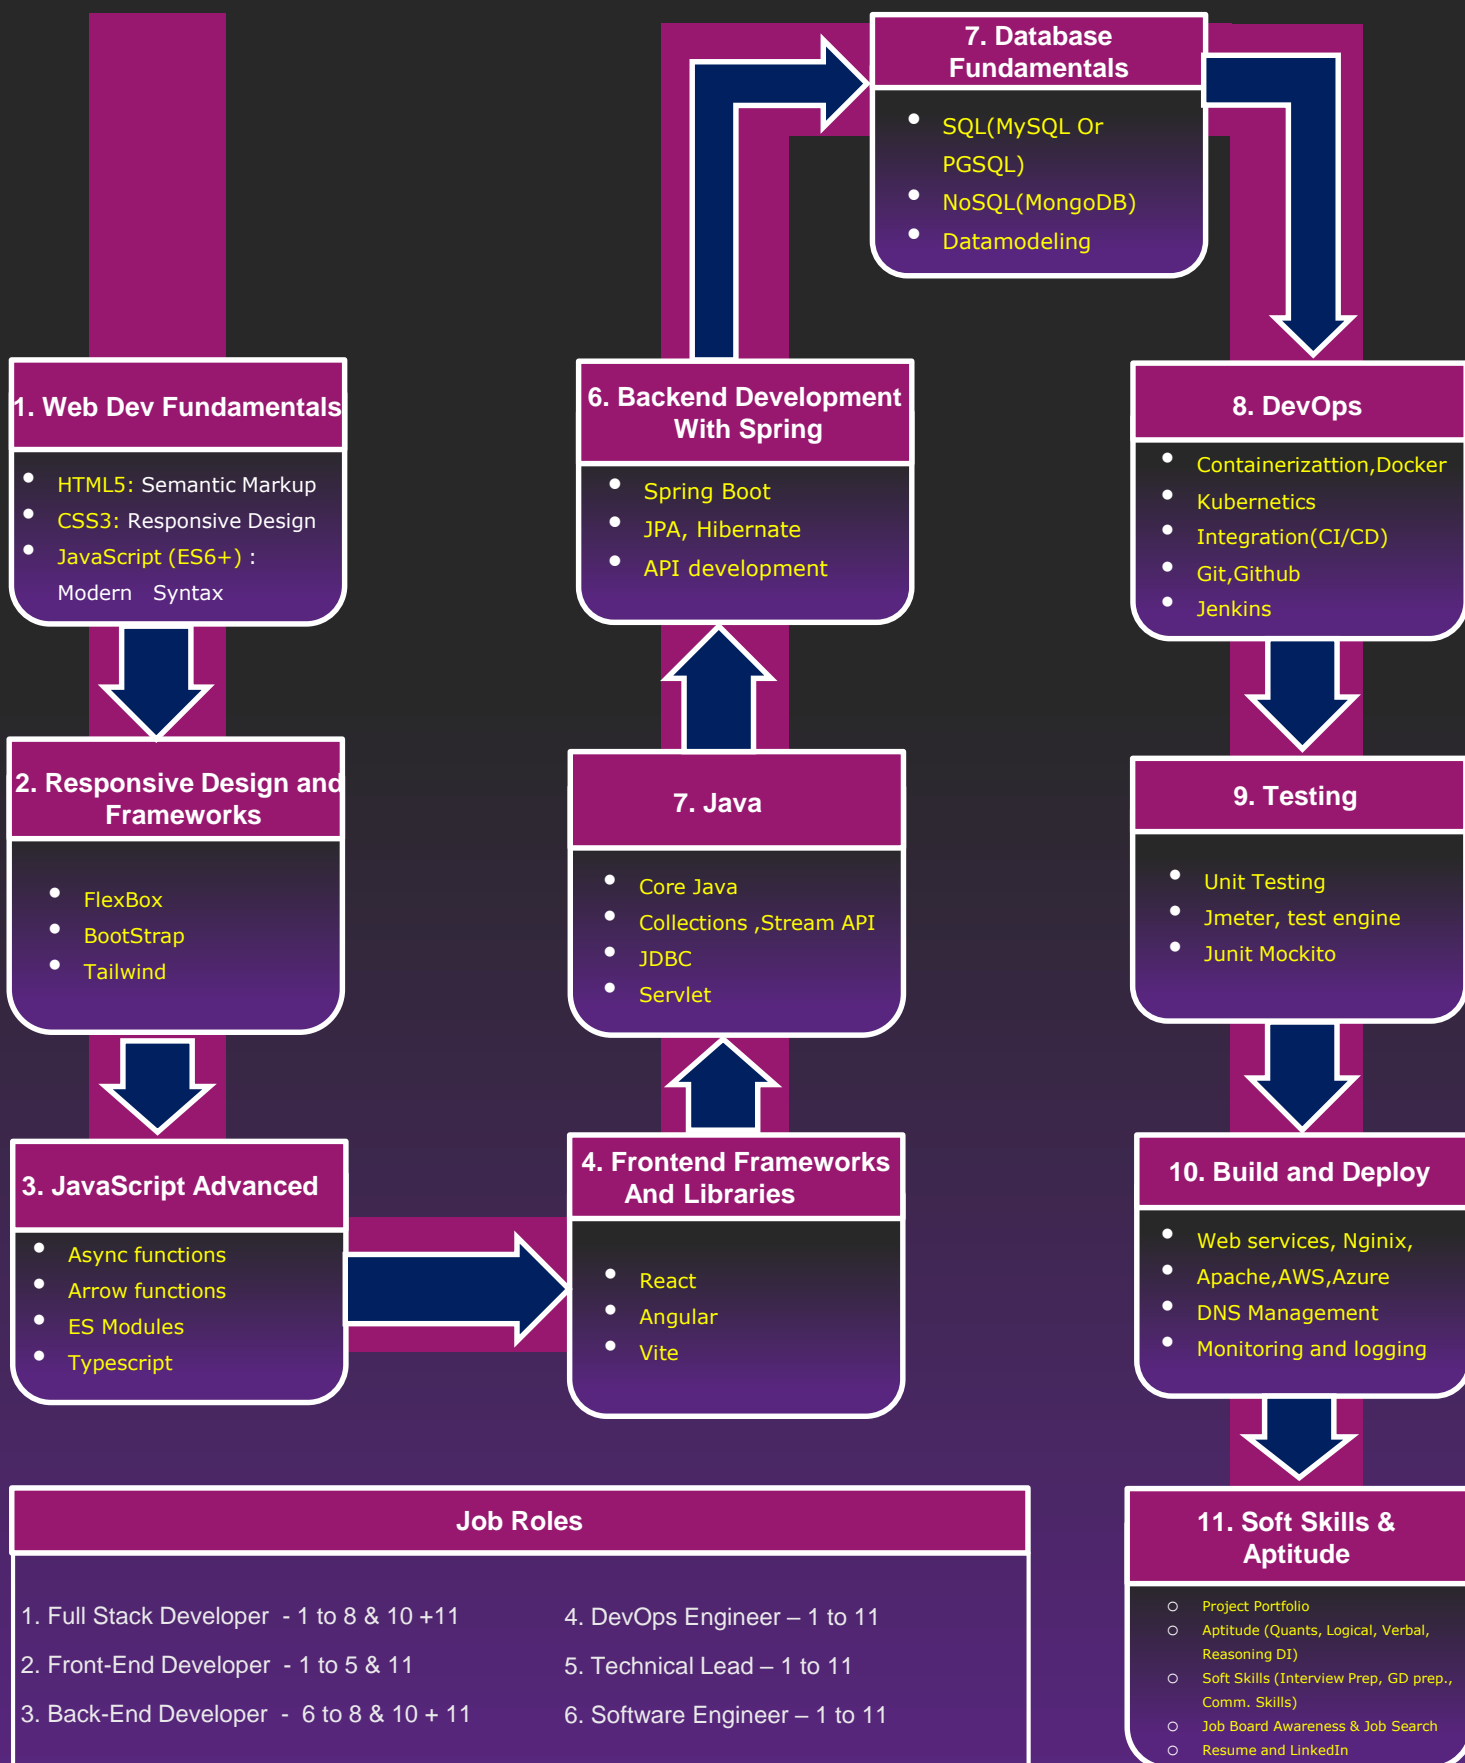 1. Web Dev Fundamentals
HTML5: Semantic Markup
CSS3: Responsive Design
JavaScript (ES6+) :
Modern Syntax
2. Responsive Design and
Frameworks
FlexBox
BootStrap
Tailwind
3. JavaScript Advanced
Async functions
Arrow functions
ES Modules
Typescript
4. Frontend Frameworks
And Libraries
React
Angular
Vite
7. Java
Core Java
Collections ,Stream API
JDBC
Servlet
6. Backend Development
With Spring
Spring Boot
JPA, Hibernate
API development
7. Database
Fundamentals
SQL(MySQL Or
PGSQL)
NoSQL(MongoDB)
Datamodeling
8. DevOps
Containerizattion,Docker
Kubernetics
Integration(CI/CD)
Git,Github
Jenkins
9. Testing
Unit Testing
Jmeter, test engine
Junit Mockito
10. Build and Deploy
Web services, Nginix,
Apache,AWS,Azure
DNS Management
Monitoring and logging
11. Soft Skills &
Aptitude
Project Portfolio
Aptitude (Quants, Logical, Verbal,
Reasoning DI)
Soft Skills (Interview Prep, GD prep.,
Comm. Skills)
Job Board Awareness & Job Search
Resume and LinkedIn
Job Roles
1. Full Stack Developer - 1 to 8 & 10 +11
2. Front-End Developer - 1 to 5 & 11
3. Back-End Developer - 6 to 8 & 10 + 11
4. DevOps Engineer – 1 to 11
5. Technical Lead – 1 to 11
6. Software Engineer – 1 to 11